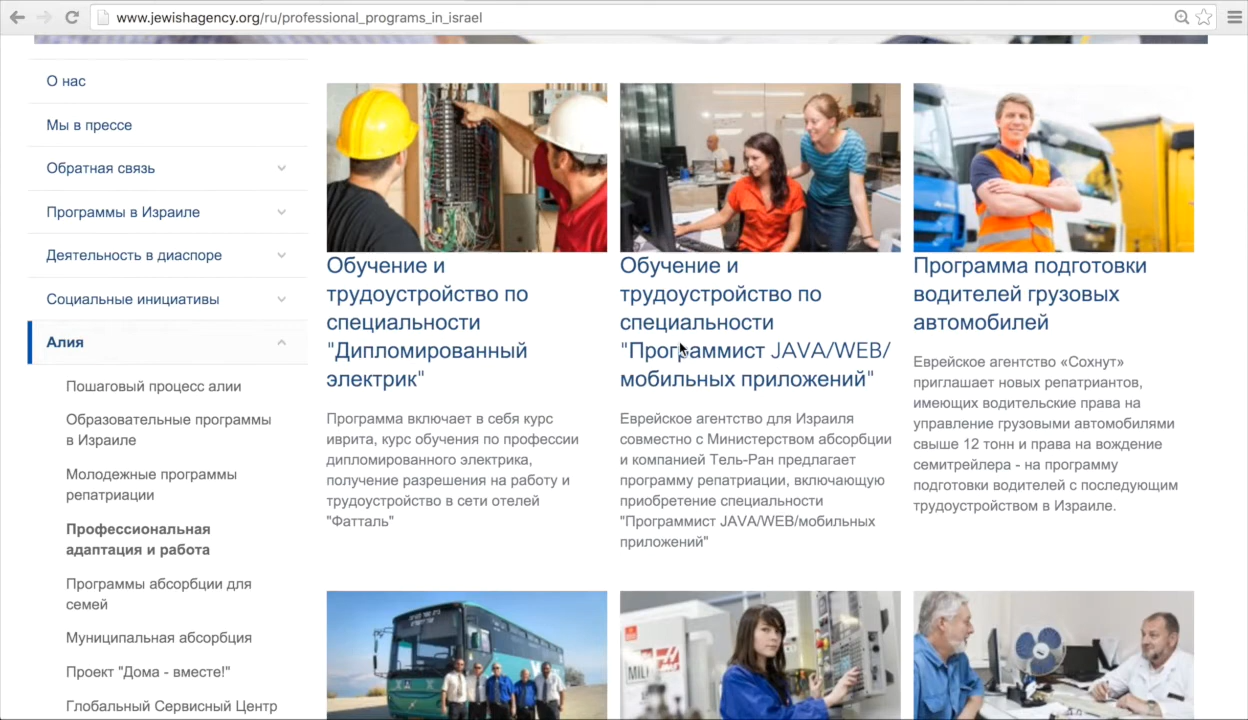 www.jewishagency.org/ru/professional_programs_in_israel
О нас
Мы в прессе
Обратная связь
Программы в Израиле
Деятельность в диаспоре
Социальные инициативы
Алия
Пошаговый процесс алии
Образовательные программы
в Израиле
Молодежные программы
репатриации
Профессиональная
адаптация и работа
Программы абсорбции для
семей
Муниципальная абсорбция
Проект "Дома - вместе!"
Глобальный Сервисный Центр
Обучение и
трудоустройство по
специальности
"Дипломированный
электрик"
Программа включает в себя курс
иврита, курс обучения по профессии
дипломированного электрика,
получение разрешения на работу и
трудоустройство в сети отелей
"Фатталь"
Обучение и
трудоустройство по
специальности
"Программист JAVA/WEB/
мобильных приложений"
Еврейское агентство для Израиля
совместно с Министерством абсорбции
и компанией Тель-Ран предлагает
программу репатриации, включающую
приобретение специальности
"Программист JAVA/WEB/мобильных
приложений"
Программа подготовки
водителей грузовых
автомобилей
Еврейское агентство «Сохнут»
приглашает новых репатриантов,
имеющих водительские права на
управление грузовыми автомобилями
свыше 12 тонн и права на вождение
семитрейлера - на программу
подготовки водителей с последующим
трудоустройством в Израиле.